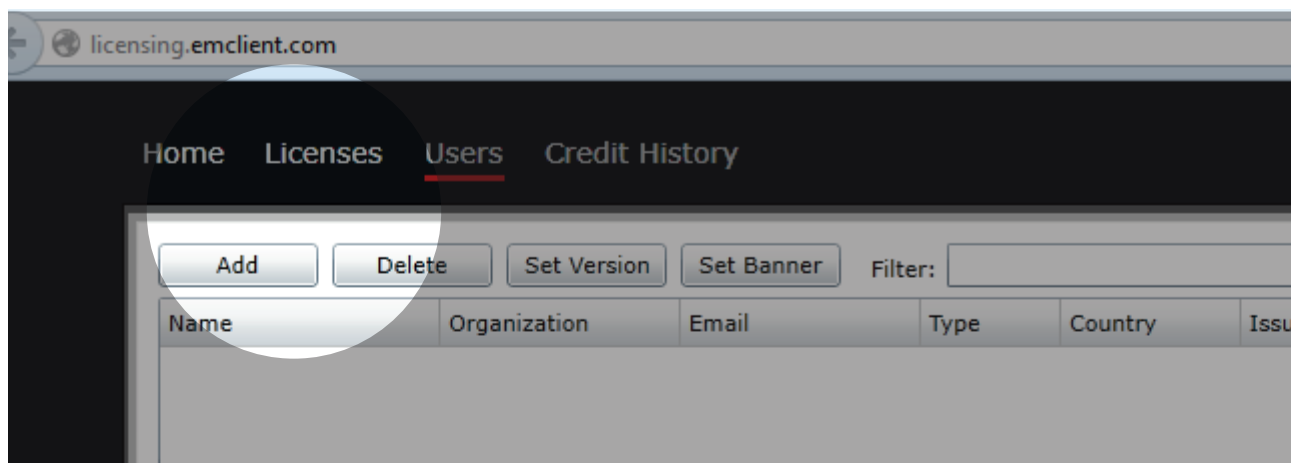 licensing.emclient.com
Home Licenses Users Credit History
Add Delete Set Version Set Banner Filter:
Name Organization Email Type Country Issu